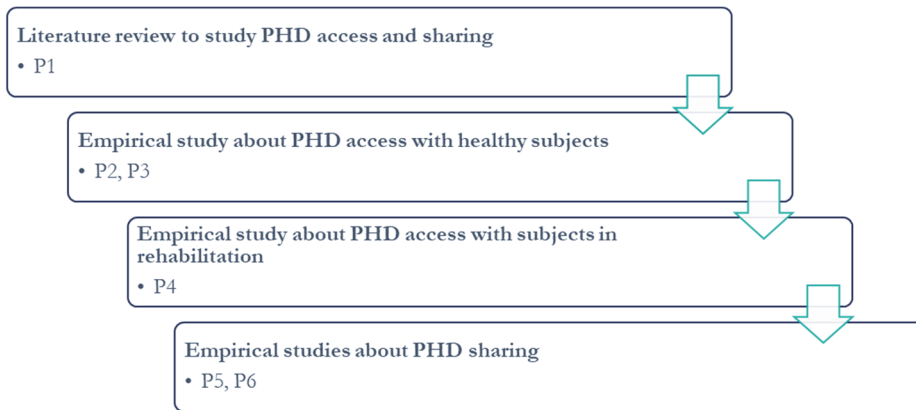 Literature review to study PHD access and sharing
• P1
Empirical study about PHD access with healthy subjects
• P2, P3
Empirical study about PHD access with subjects in
rehabilitation
• P4
Empirical studies about PHD sharing
• P5, P6